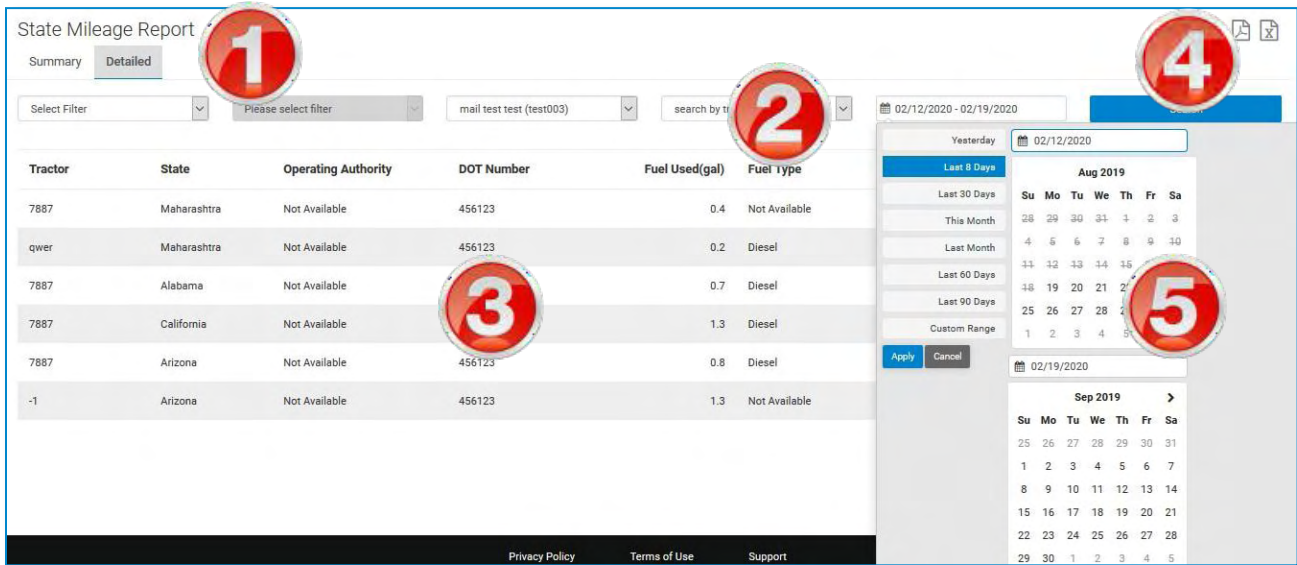 State Mileage Report
Summary Detailed
Select Filter Please select filter mail test test (test003) search by 02/12/2020 - 02/19/2020
Tractor State Operating Authority DOT Number Fuel Used(gal) Fuel Type
7887 Maharashtra Not Available 456123 0.4 Not Available
qwer Maharashtra Not Available 456123 0.2 Diesel
7887 Alabama Not Available 0.7 Diesel
7887 California Not Available 1.3 Diesel
7887 Arizona Not Available 456123 0.8 Diesel
-1 Arizona Not Available 456123 1.3 Not Available
1
2
3
4
5
Yesterday
Last 8 Days
Last 30 Days
This Month
Last Month
Last 60 Days
Last 90 Days
Custom Range
Apply Cancel
02/12/2020
Aug 2019
Su Mo Tu We Th Fr Sa
28 29 30 31 1 2 3
4 5 6 7 8 9 10
11 12 13 14 15
18 19 20 21
25 26 27 28
1 2 3 4
02/19/2020
Sep 2019
Su Mo Tu We Th Fr Sa
25 26 27 28 29 30 31
1 2 3 4 5 6 7
8 9 10 11 12 13 14
15 16 17 18 19 20 21
22 23 24 25 26 27 28
29 30 1 2 3 4 5
Privacy Policy Terms of Use Support